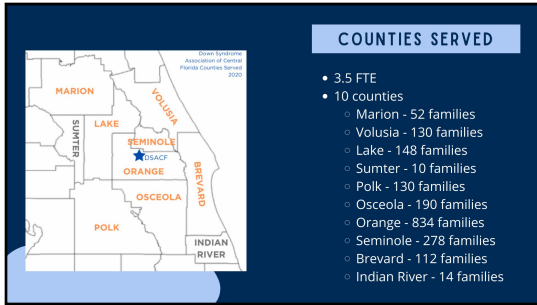 COUNTIES SERVED
Down Syndrome
Association of Central
Florida Counties Served
2020
MARION
VOLUSIA
LAKE
SUMTER
SEMINOLE
DSACF
ORANGE
BREVARD
OSCEOLA
POLK
INDIAN
RIVER
3.5 FTE
10 counties
Marion - 52 families
Volusia - 130 families
Lake - 148 families
Sumter - 10 families
Polk - 130 families
Osceola - 190 families
Orange - 834 families
Seminole - 278 families
Brevard - 112 families
Indian River - 14 families